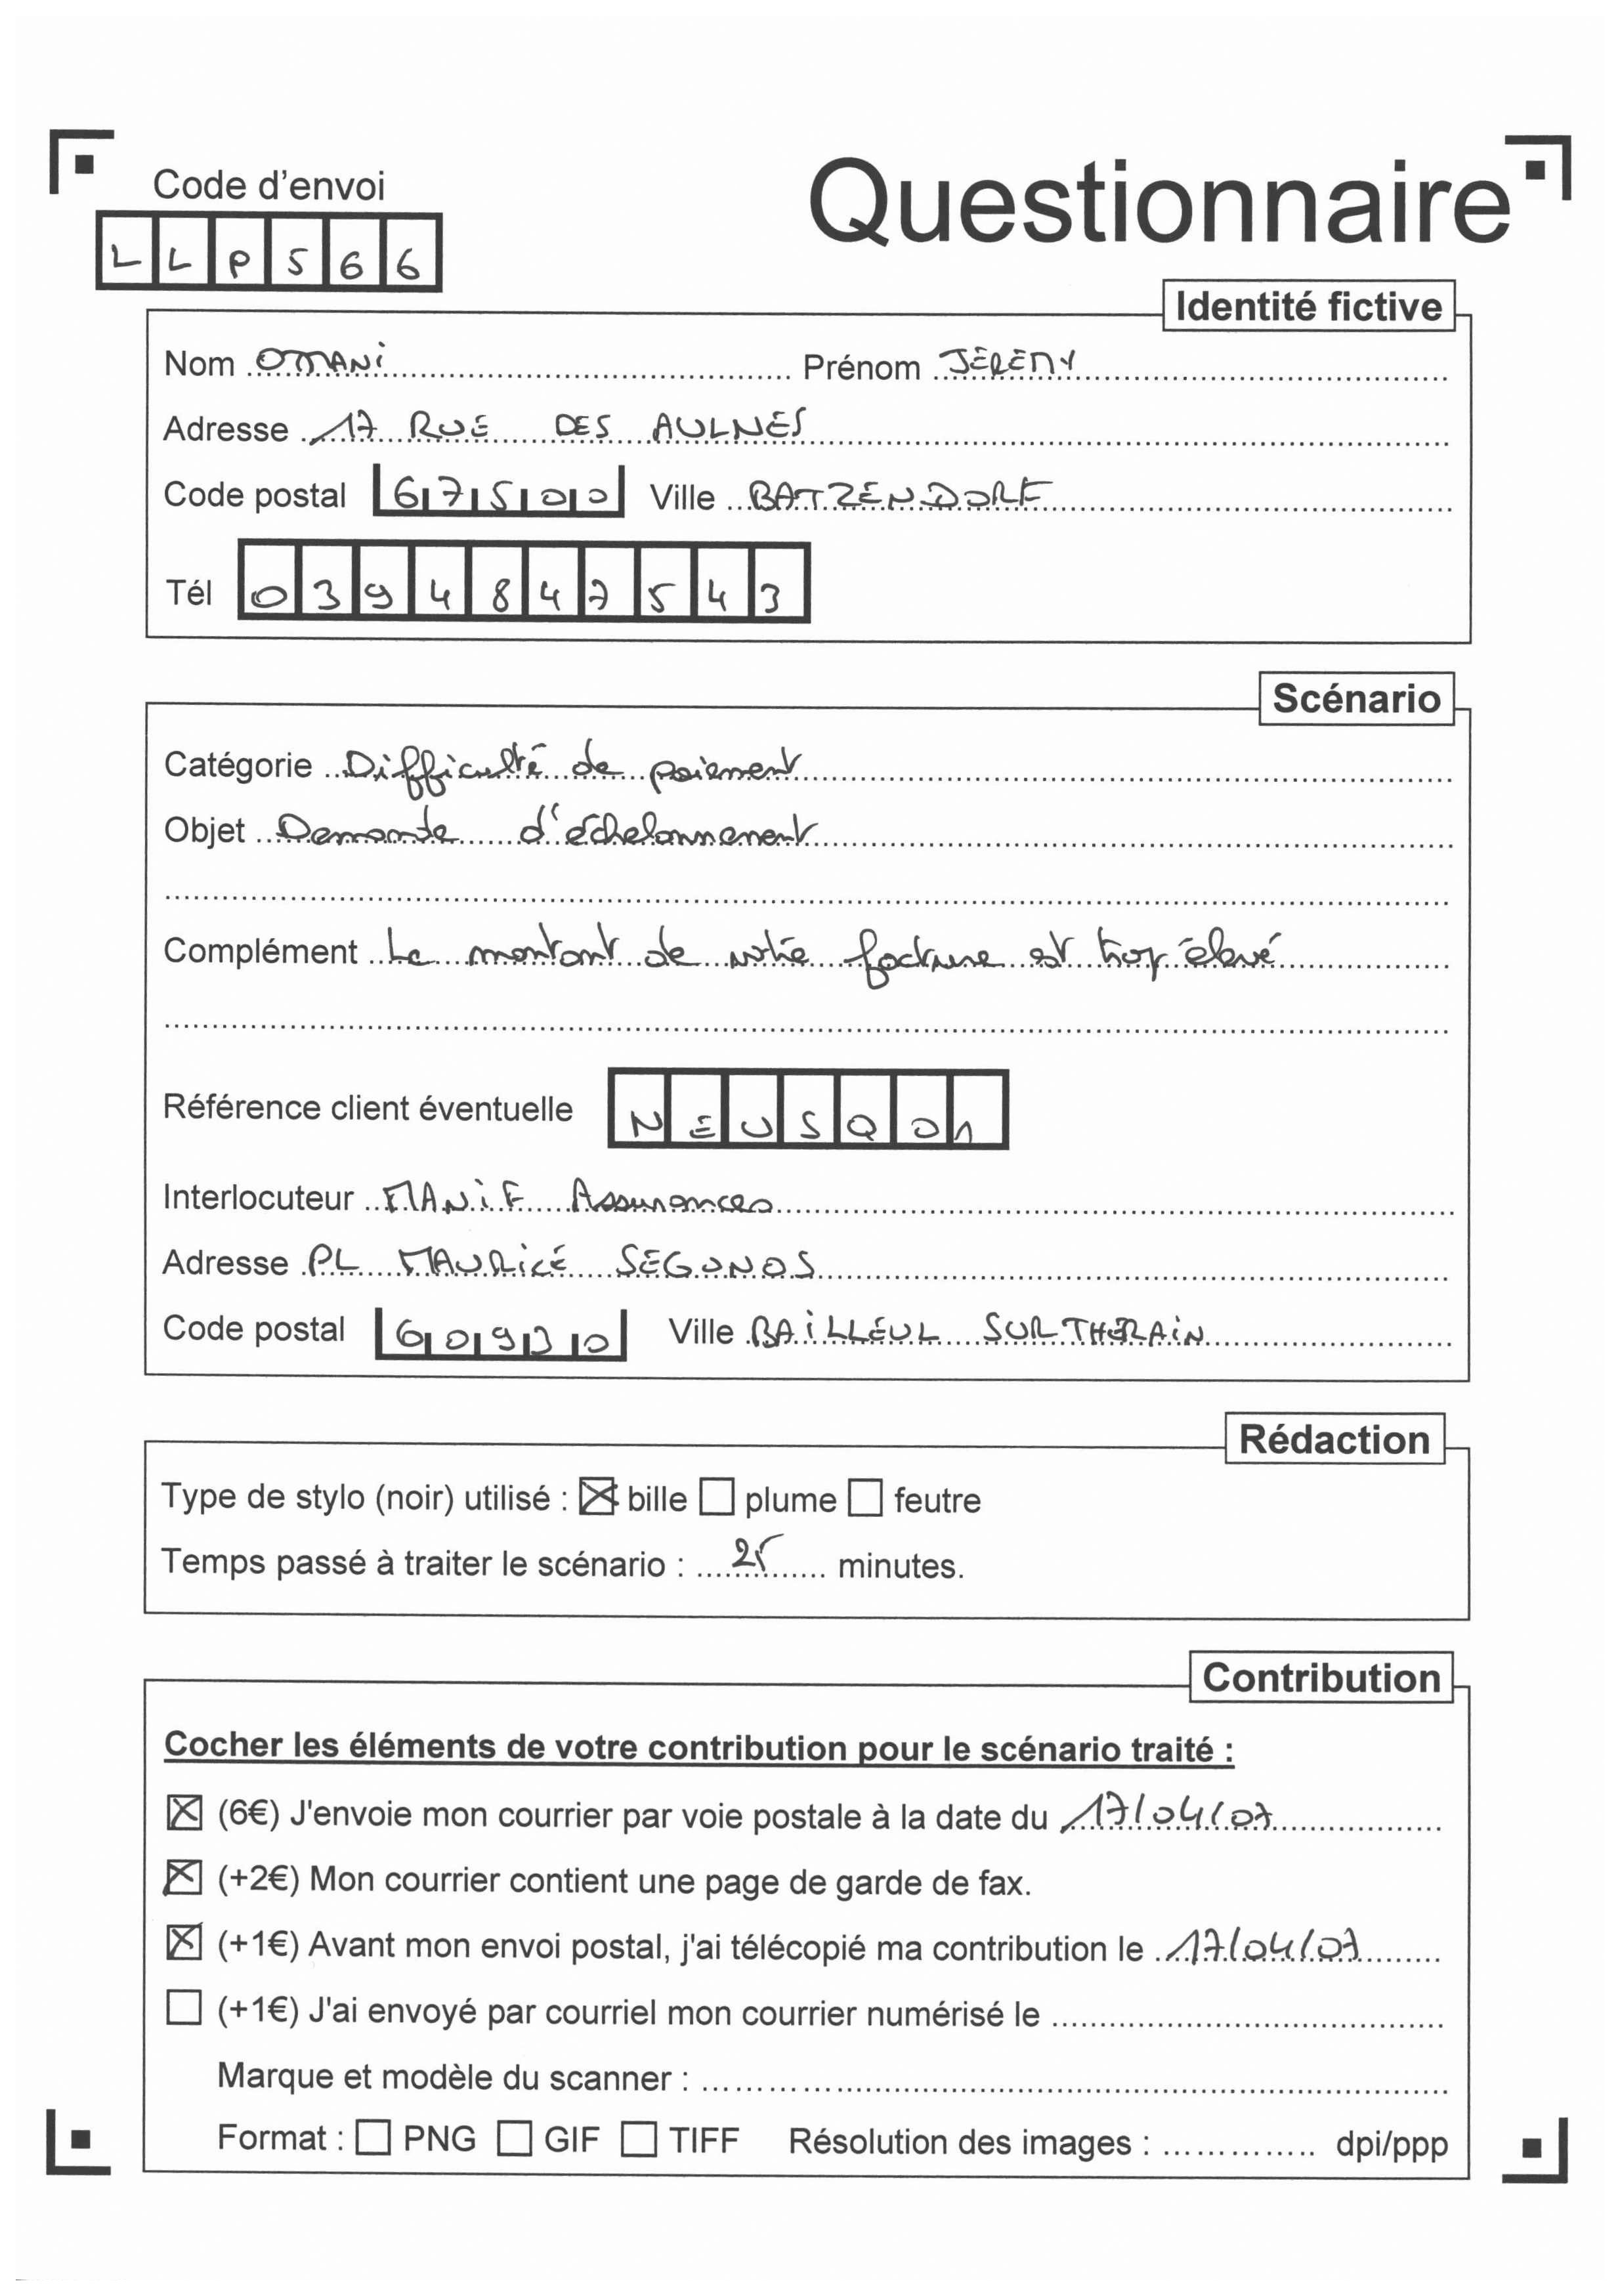 Code d'envoi
Questionnaire
LLP566
Identité fictive
Nom OMANI Prénom JÉRÉMY
Adresse 17 RUE DES AULNES
Code postal 67500 Ville BATZENDORF
Tél 0394847543
Scénario
Catégorie Difficulté de paiement
Objet Demande d'échelonnement
Complément Le montant de votre facture est trop élevé
Référence client éventuelle NEUSQ01
Interlocuteur MANIF Assurances
Adresse PL MAURICE SEGONDS
Code postal 60930 Ville BAILLEUL SUR THERAIN
Rédaction
Type de stylo (noir) utilisé : ☒ bille ☐ plume ☐ feutre
Temps passé à traiter le scénario : 25 minutes.
Contribution
Cocher les éléments de votre contribution pour le scénario traité :
☒ (6€) J'envoie mon courrier par voie postale à la date du 17/04/07
☒ (+2€) Mon courrier contient une page de garde de fax.
☒ (+1€) Avant mon envoi postal, j'ai télécopié ma contribution le 17/04/07
☐ (+1€) J'ai envoyé par courriel mon courrier numérisé le
Marque et modèle du scanner :
Format : ☐ PNG ☐ GIF ☐ TIFF Résolution des images : dpi/ppp